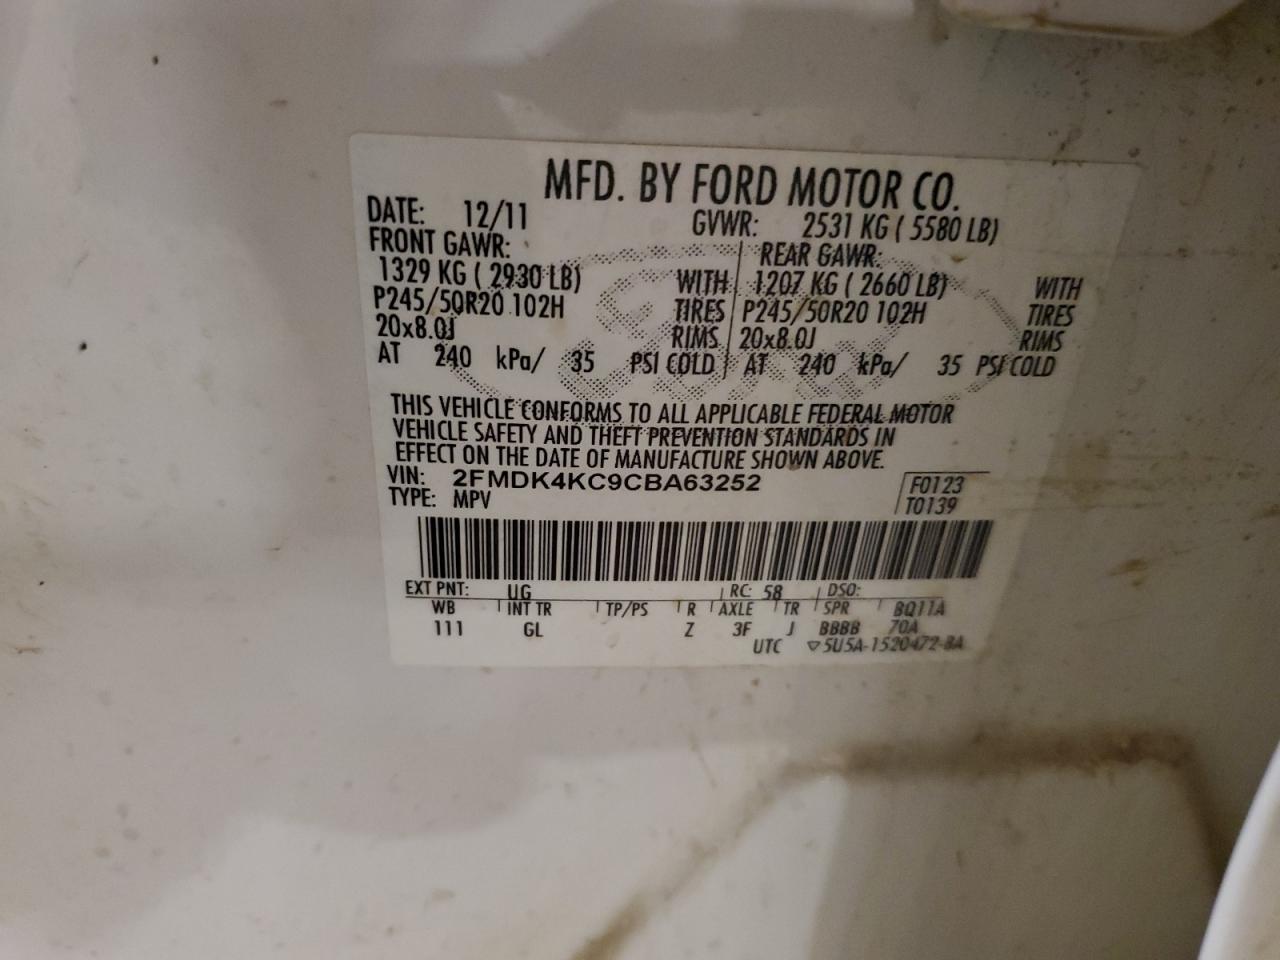 MFD. BY FORD MOTOR CO.
DATE: 12/11 GVWR: 2531 KG ( 5580 LB)
FRONT GAWR: REAR GAWR:
1329 KG ( 2930 LB) WITH 1207 KG ( 2660 LB) WITH
P245/50R20 102H TIRES P245/50R20 102H TIRES
20x8.0J RIMS 20x8.0J RIMS
AT 240 kPa/ 35 PSI COLD AT 240 kPa/ 35 PSI COLD
THIS VEHICLE CONFORMS TO ALL APPLICABLE FEDERAL MOTOR
VEHICLE SAFETY AND THEFT PREVENTION STANDARDS IN
EFFECT ON THE DATE OF MANUFACTURE SHOWN ABOVE.
VIN: 2FMDK4KC9CBA63252 F0123
TYPE: MPV T0139
EXT PNT: UG RC: 58 DSO:
WB INT TR TP/PS R AXLE TR SPR BQ11A
111 GL Z 3F J BBBB 70A
UTC ▽5U5A-1520472-BA